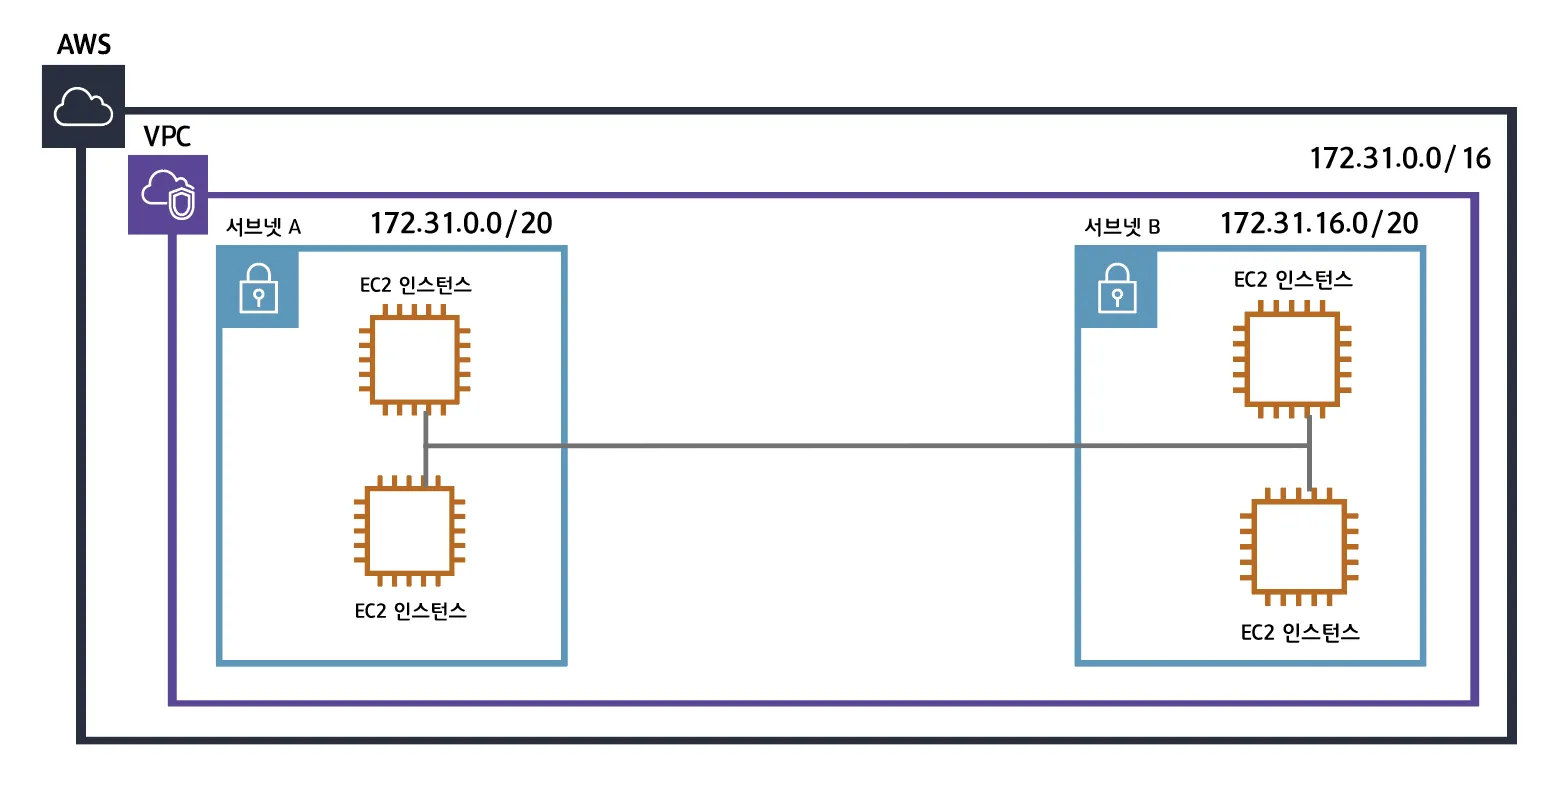 AWS
VPC
172.31.0.0/16
서브넷 A
172.31.0.0/20
서브넷 B
172.31.16.0/20
EC2 인스턴스
EC2 인스턴스
EC2 인스턴스
EC2 인스턴스